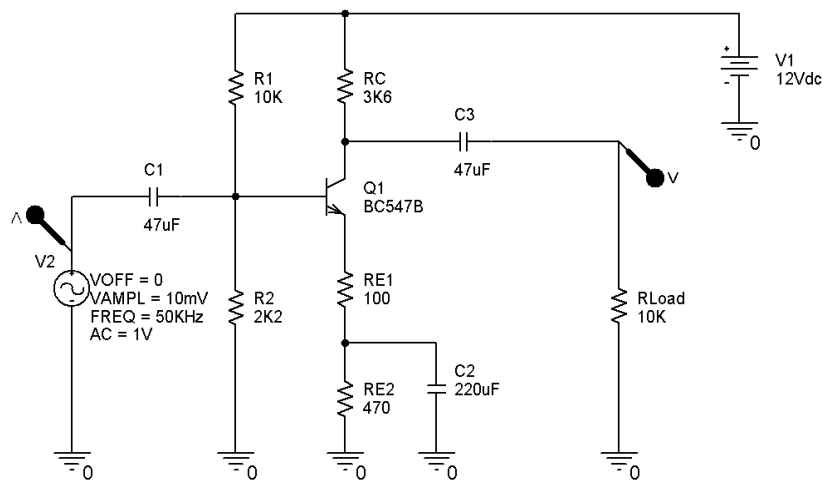 R1
10K
RC
3K6
V1
+
-
12Vdc
0
C3
47uF
C1
47uF
Q1
BC547B
V
V
V2
+
-
VOFF = 0
VAMPL = 10mV
FREQ = 50KHz
AC = 1V
R2
2K2
RE1
100
RLoad
10K
RE2
470
C2
220uF
0
0
0
0
0